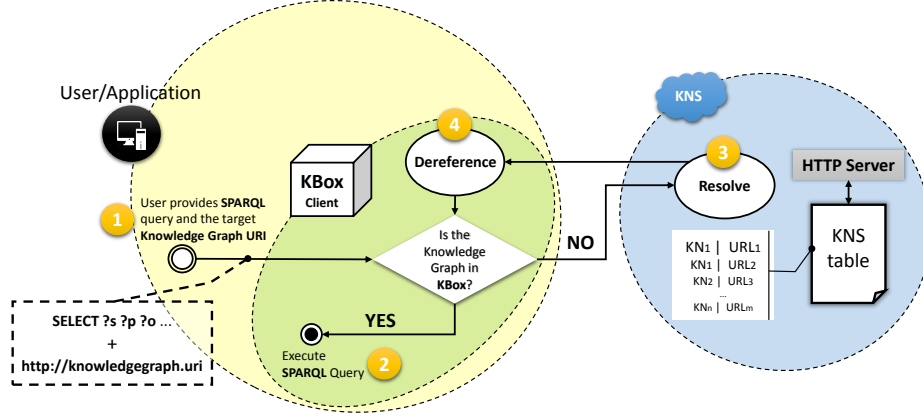 User/Application
KNS
4
Dereference
3
Resolve
HTTP Server
KBox
Client
1
User provides SPARQL
query and the target
Knowledge Graph URI
Is the
Knowledge
Graph in
KBox?
NO
KN1 | URL1
KN1 | URL2
KN2 | URL3
...
KNn | URLm
KNS
table
YES
SELECT ?s ?p ?o ...
+
http://knowledgegraph.uri
Execute
SPARQL Query
2